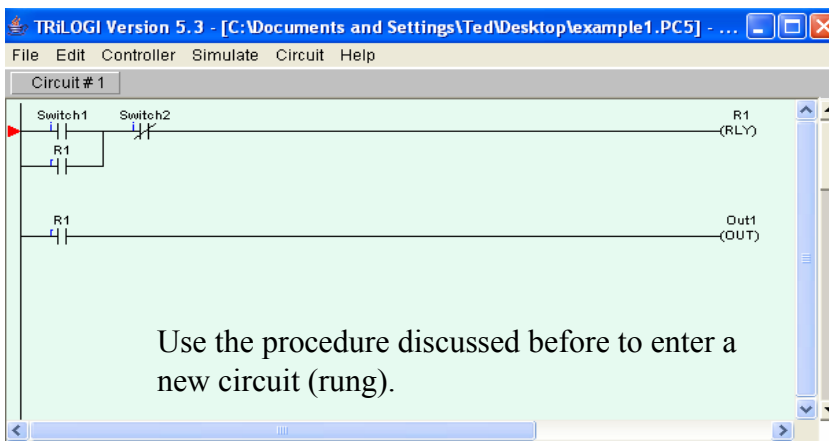 TRiLOGI Version 5.3 - [C:\Documents and Settings\Ted\Desktop\example1.PC5] - ...
File Edit Controller Simulate Circuit Help
Circuit # 1
Switch1 Switch2 R1
i i (RLY)
R1
r
R1 Out1
r (OUT)
Use the procedure discussed before to enter a
new circuit (rung).